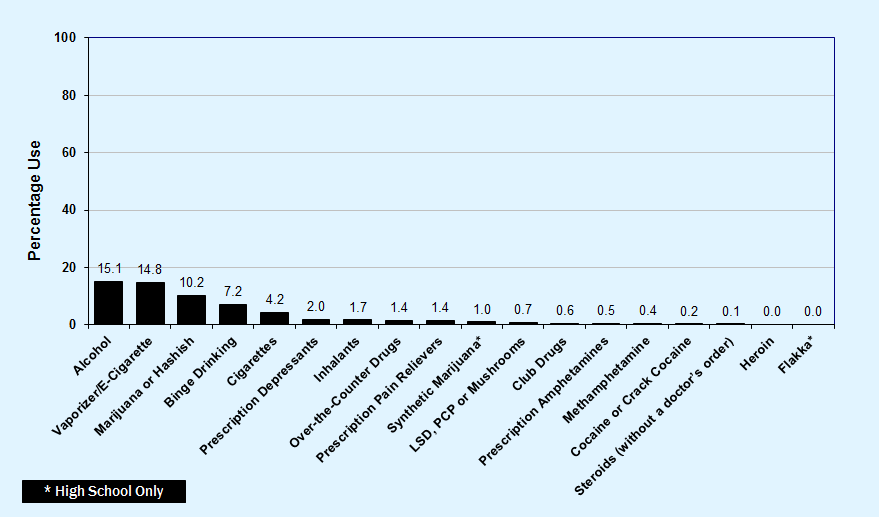 100
80
60
40
20
0
Percentage Use
15.1
14.8
10.2
7.2
4.2
2.0
1.7
1.4
1.4
1.0
0.7
0.6
0.5
0.4
0.2
0.1
0.0
0.0
Alcohol
Vaporizer/E-Cigarette
Marijuana or Hashish
Binge Drinking
Cigarettes
Prescription Depressants
Inhalants
Over-the-Counter Drugs
Prescription Pain Relievers
Synthetic Marijuana*
LSD, PCP or Mushrooms
Club Drugs
Prescription Amphetamines
Methamphetamine
Cocaine or Crack Cocaine
Steroids (without a doctor's order)
Heroin
Flakka*
* High School Only